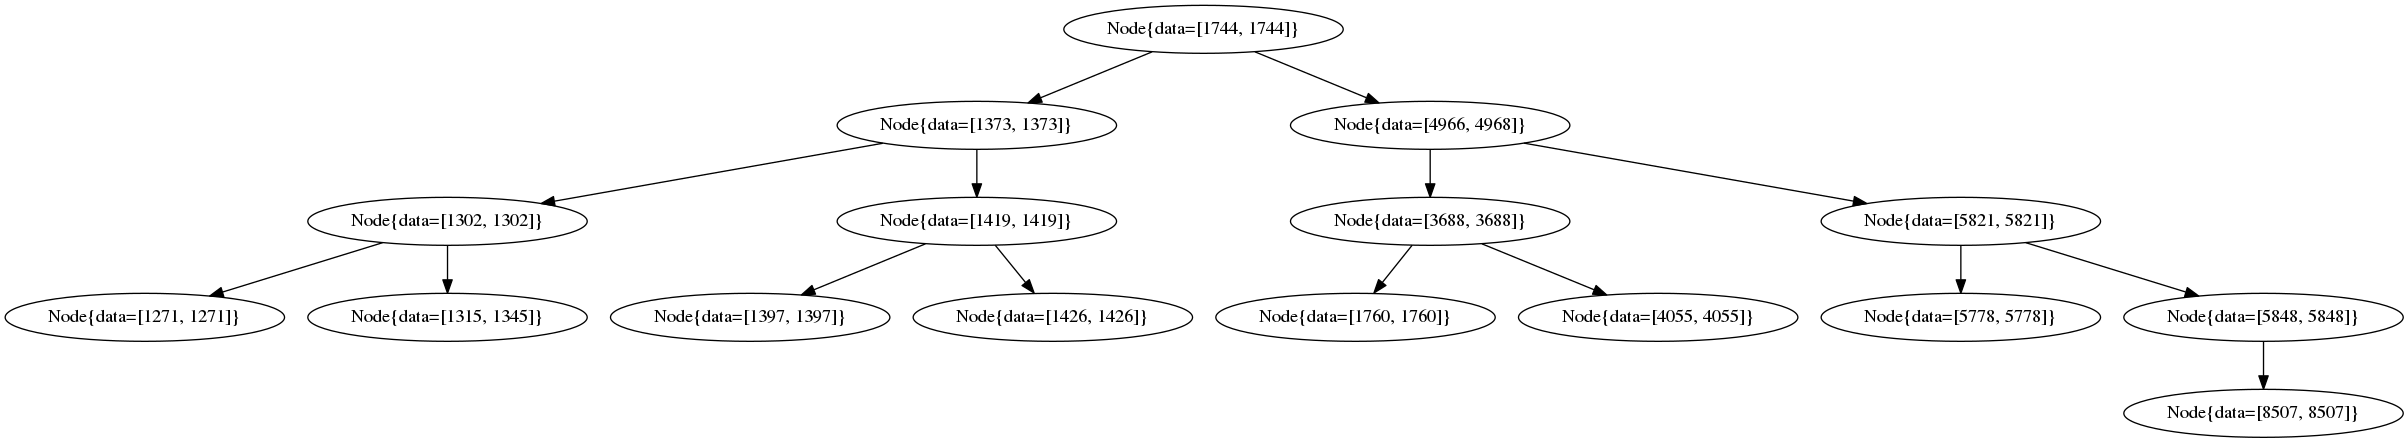 Node{data=[1744, 1744]}
Node{data=[1373, 1373]}
Node{data=[4966, 4968]}
Node{data=[1302, 1302]}
Node{data=[1419, 1419]}
Node{data=[3688, 3688]}
Node{data=[5821, 5821]}
Node{data=[1271, 1271]}
Node{data=[1315, 1345]}
Node{data=[1397, 1397]}
Node{data=[1426, 1426]}
Node{data=[1760, 1760]}
Node{data=[4055, 4055]}
Node{data=[5778, 5778]}
Node{data=[5848, 5848]}
Node{data=[8507, 8507]}